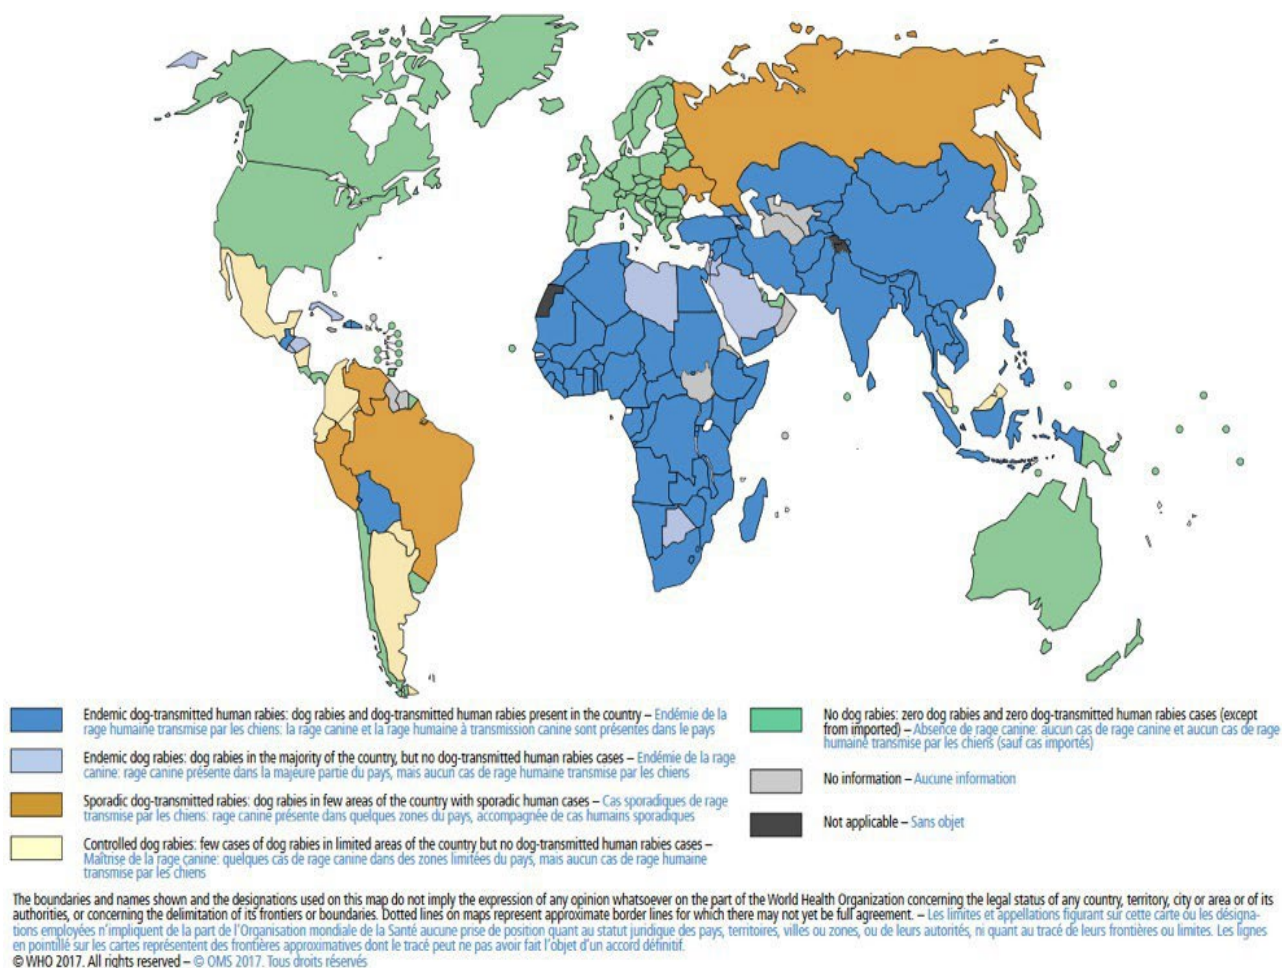 Endemic dog-transmitted human rabies: dog rabies and dog-transmitted human rabies present in the country – Endémie de la
rage humaine transmise par les chiens: la rage canine et la rage humaine à transmission canine sont présentes dans le pays
Endemic dog rabies: dog rabies in the majority of the country, but no dog-transmitted human rabies cases – Endémie de la rage
canine: rage canine présente dans la majeure partie du pays, mais aucun cas de rage humaine transmise par les chiens
Sporadic dog-transmitted rabies: dog rabies in few areas of the country with sporadic human cases – Cas sporadiques de rage
transmise par les chiens: rage canine présente dans quelques zones du pays, accompagnée de cas humains sporadiques
Controlled dog rabies: few cases of dog rabies in limited areas of the country but no dog-transmitted human rabies cases –
Maîtrise de la rage canine: quelques cas de rage canine dans des zones limitées du pays, mais aucun cas de rage humaine
transmise par les chiens
No dog rabies: zero dog rabies and zero dog-transmitted human rabies cases (except
from imported) – Absence de rage canine: aucun cas de rage canine et aucun cas de rage
humaine transmise par les chiens (sauf cas importés)
No information – Aucune information
Not applicable – Sans objet
The boundaries and names shown and the designations used on this map do not imply the expression of any opinion whatsoever on the part of the World Health Organization concerning the legal status of any country, territory, city or area or of its
authorities, or concerning the delimitation of its frontiers or boundaries. Dotted lines on maps represent approximate border lines for which there may not yet be full agreement. – Les limites et appellations figurant sur cette carte ou les désigna-
tions employées n'impliquent de la part de l'Organisation mondiale de la Santé aucune prise de position quant au statut juridique des pays, territoires, villes ou zones, ou de leurs autorités, ni quant au tracé de leurs frontières ou limites. Les lignes
en pointillé sur les cartes représentent des frontières approximatives dont le tracé peut ne pas avoir fait l'objet d'un accord définitif.
© WHO 2017. All rights reserved – © OMS 2017. Tous droits réservés